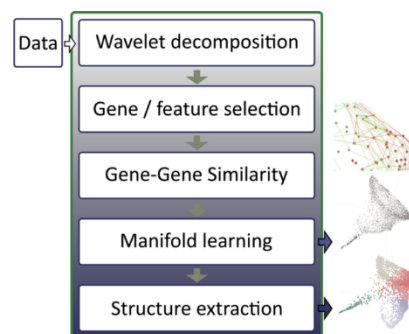 Data
Wavelet decomposition
Gene / feature selection
Gene-Gene Similarity
Manifold learning
Structure extraction